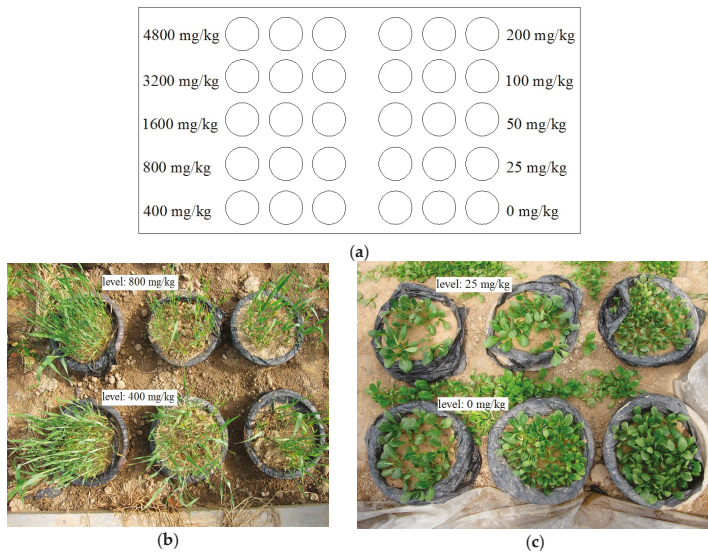 4800 mg/kg 200 mg/kg
3200 mg/kg 100 mg/kg
1600 mg/kg 50 mg/kg
800 mg/kg 25 mg/kg
400 mg/kg 0 mg/kg
(a)
level: 800 mg/kg
level: 400 mg/kg
(b)
level: 25 mg/kg
level: 0 mg/kg
(c)